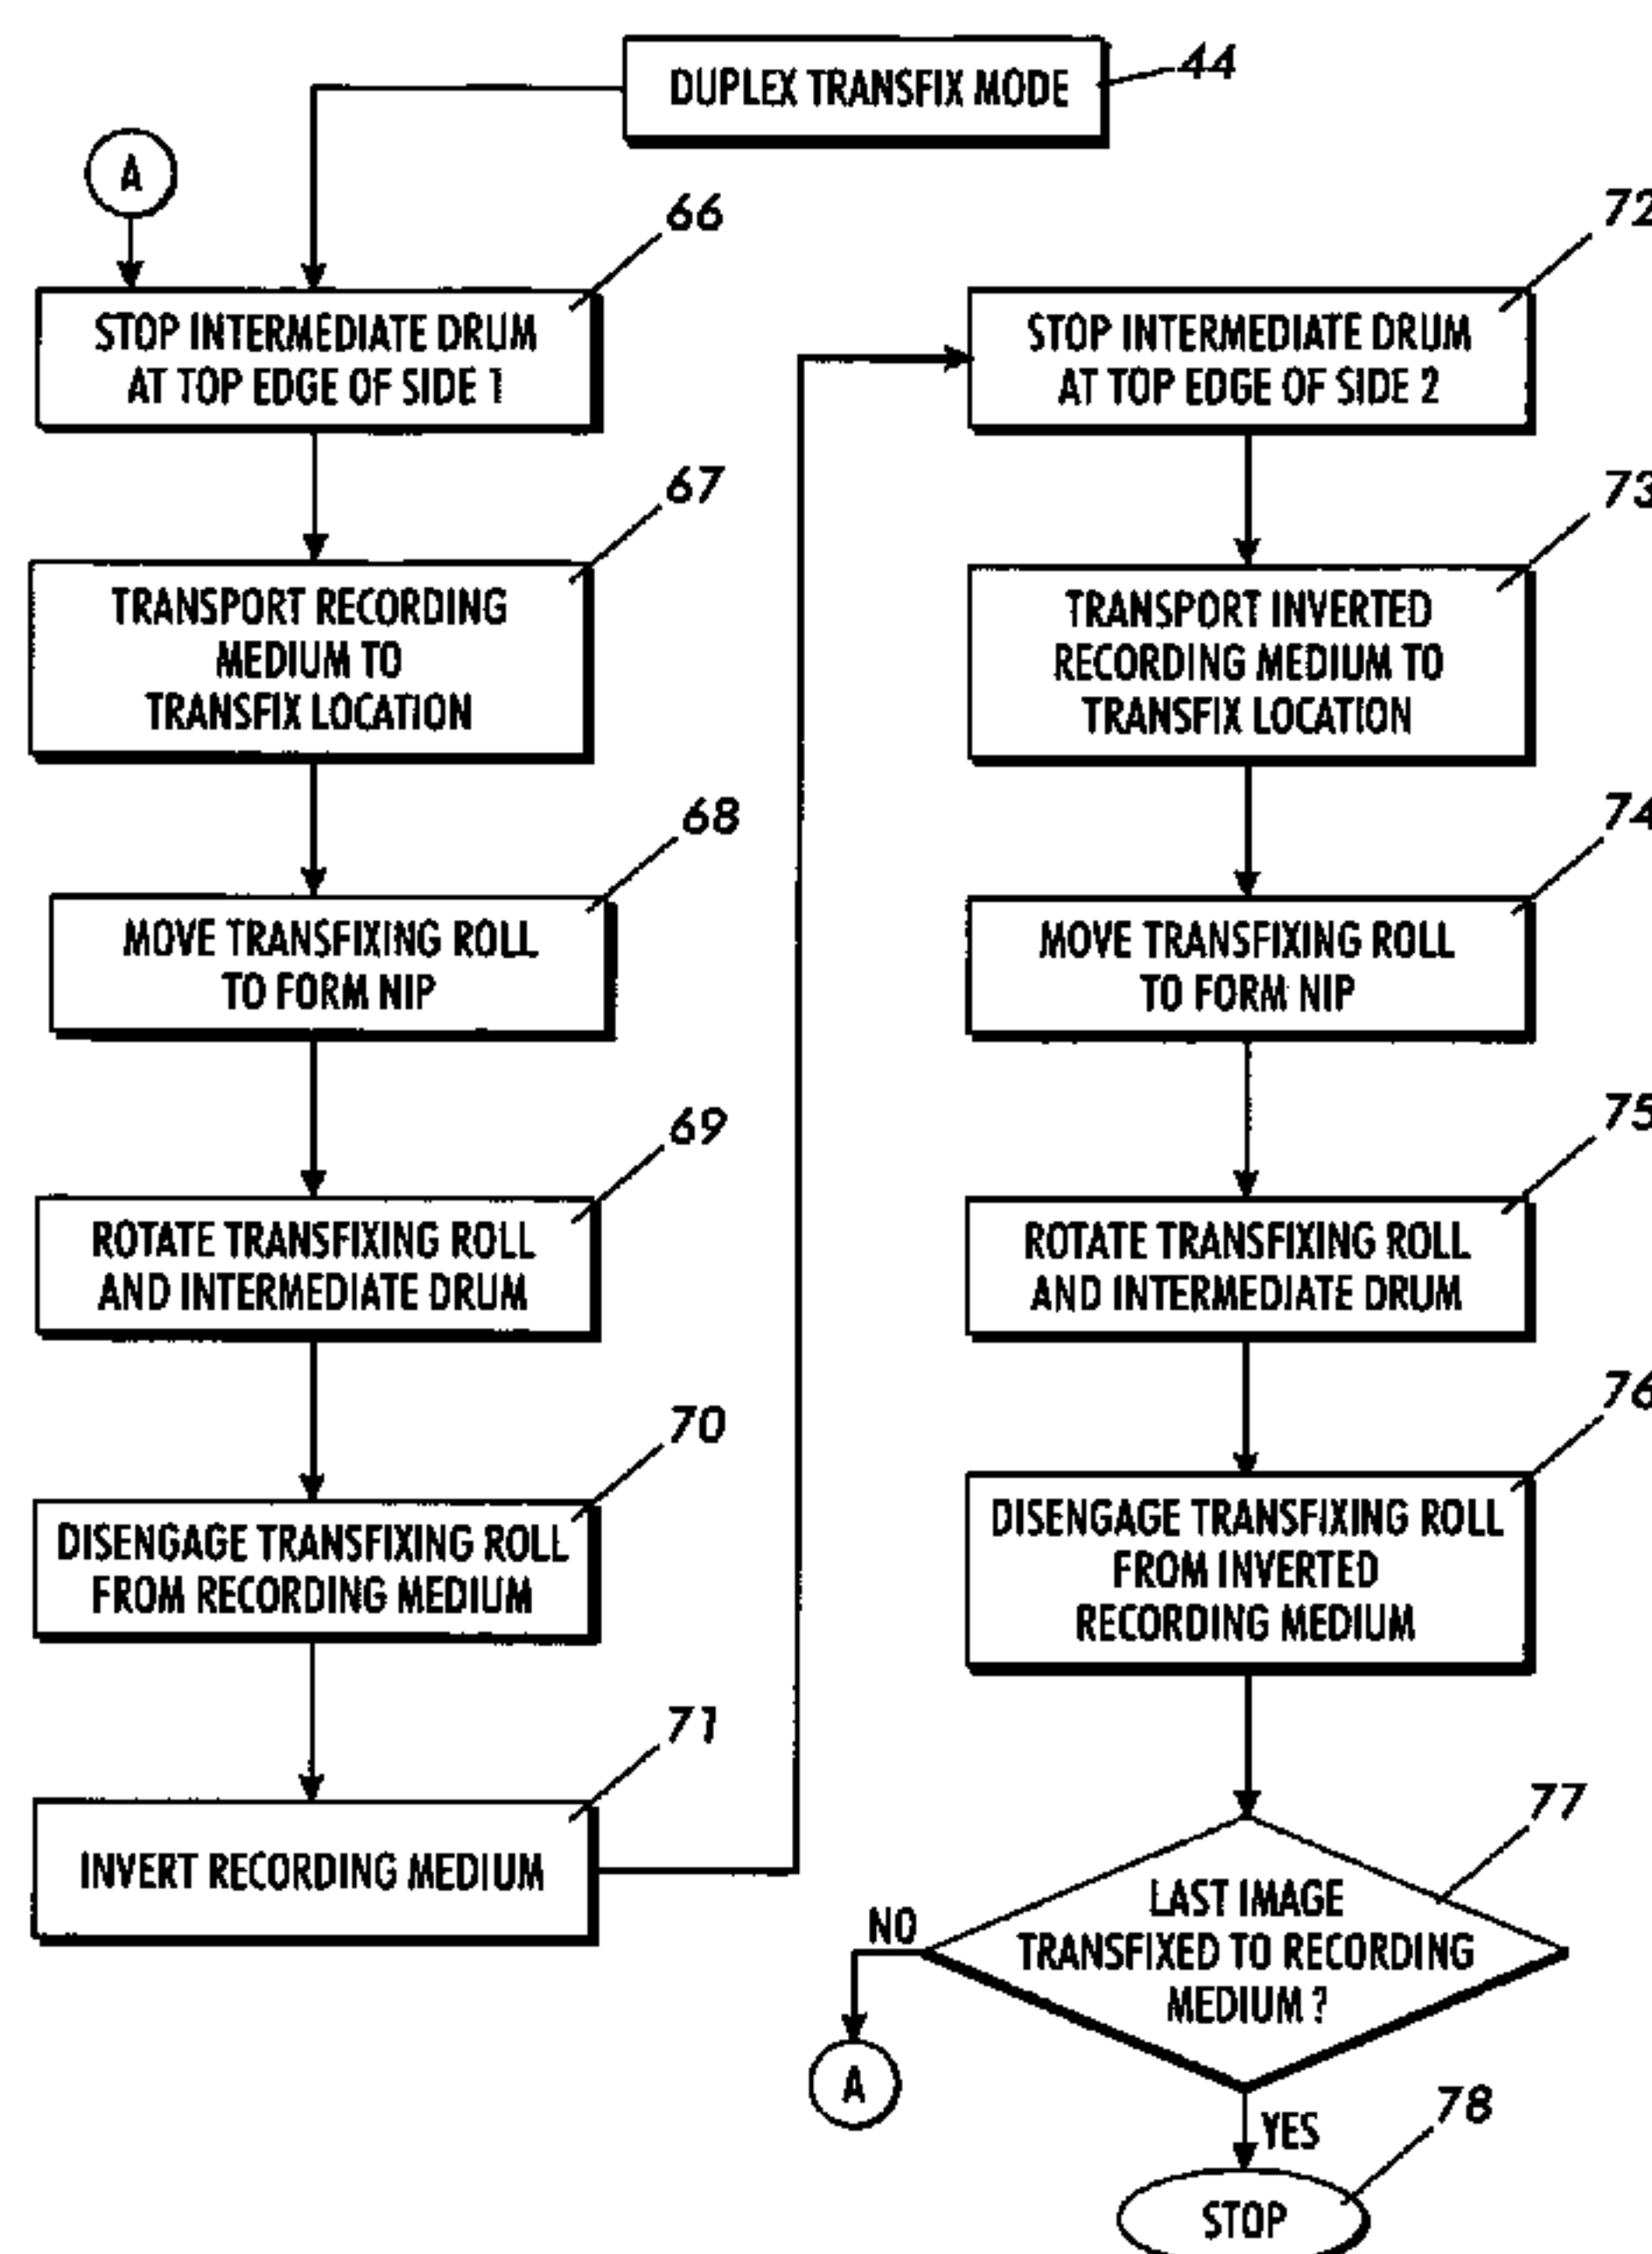 DUPLEX TRANSFIX MODE
44
A
66
STOP INTERMEDIATE DRUM
AT TOP EDGE OF SIDE 1
67
TRANSPORT RECORDING
MEDIUM TO
TRANSFIX LOCATION
68
MOVE TRANSFIXING ROLL
TO FORM NIP
69
ROTATE TRANSFIXING ROLL
AND INTERMEDIATE DRUM
70
DISENGAGE TRANSFIXING ROLL
FROM RECORDING MEDIUM
71
INVERT RECORDING MEDIUM
72
STOP INTERMEDIATE DRUM
AT TOP EDGE OF SIDE 2
73
TRANSPORT INVERTED
RECORDING MEDIUM TO
TRANSFIX LOCATION
74
MOVE TRANSFIXING ROLL
TO FORM NIP
75
ROTATE TRANSFIXING ROLL
AND INTERMEDIATE DRUM
76
DISENGAGE TRANSFIXING ROLL
FROM INVERTED
RECORDING MEDIUM
77
LAST IMAGE
TRANSFIXED TO RECORDING
MEDIUM ?
NO
A
YES
78
STOP